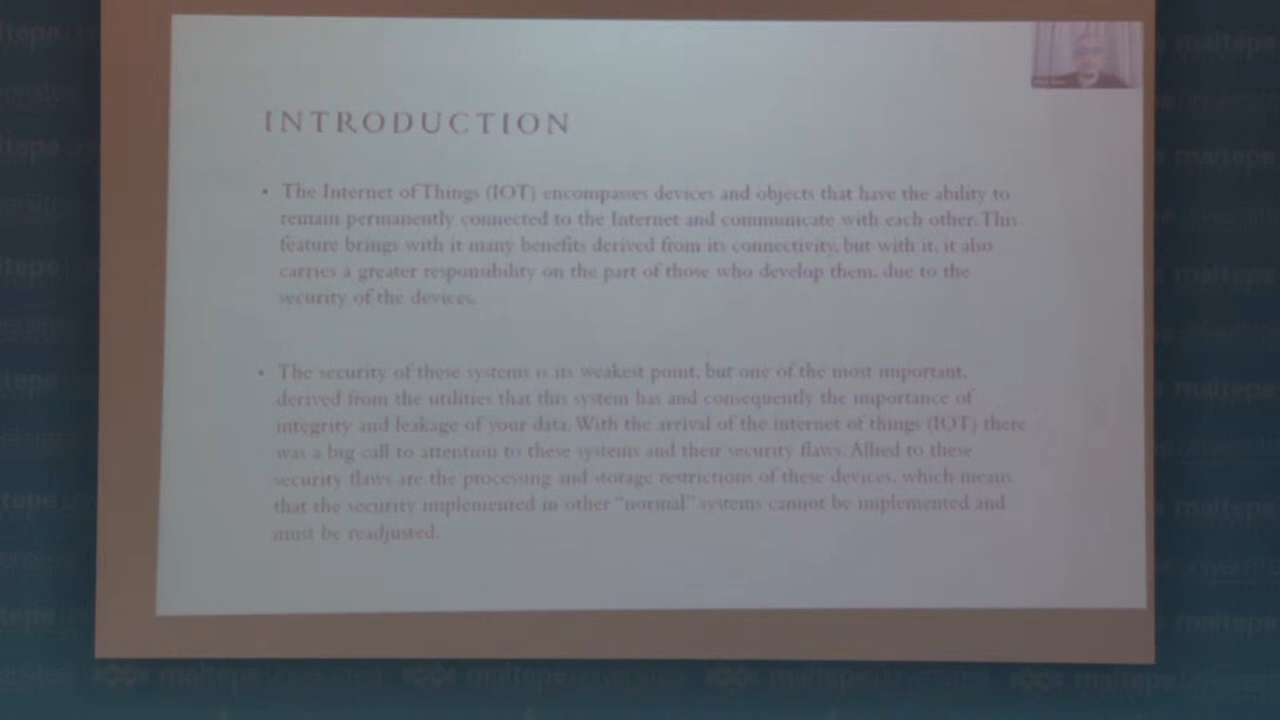 INTRODUCTION
• The Internet of Things (IOT) encompasses devices and objects that have the ability to
remain permanently connected to the Internet and communicate with each other. This
feature brings with it many benefits derived from its connectivity, but with it, it also
carries a greater responsibility on the part of those who develop them, due to the
security of the devices.
• The security of these systems is its weakest point, but one of the most important,
derived from the utilities that this system has and consequently the importance of
integrity and leakage of your data. With the arrival of the internet of things (IOT) there
was a big call to attention to these systems and their security flaws. Allied to these
security flaws are the processing and storage restrictions of these devices, which means
that the security implemented in other "normal" systems cannot be implemented and
must be readjusted.
maltepe
maltepe
maltepe
maltepe